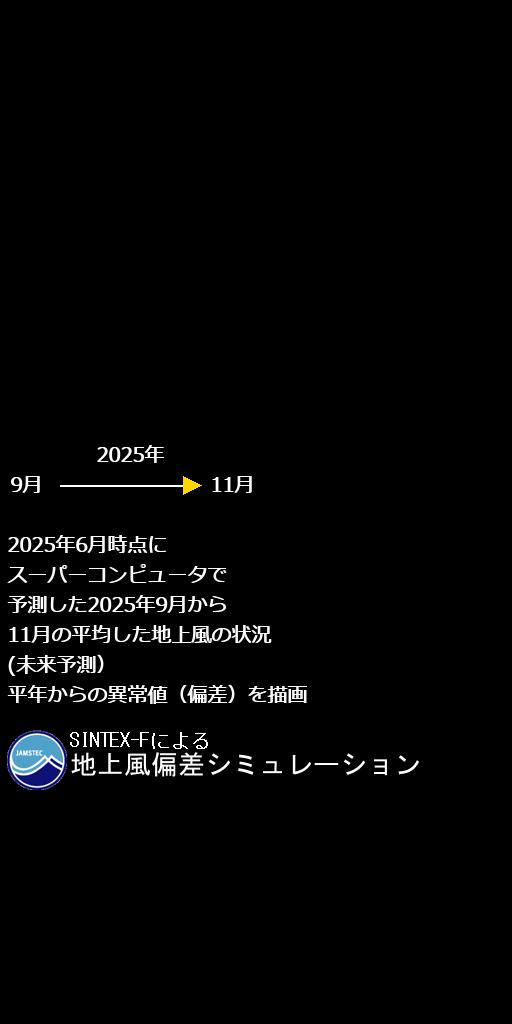 2025年
9月 11月
2025年6月時点に
スーパーコンピュータで
予測した2025年9月から
11月の平均した地上風の状況
(未来予測）
平年からの異常値（偏差）を描画
JAMSTEC
SINTEX-Fによる
地上風偏差シミュレーション